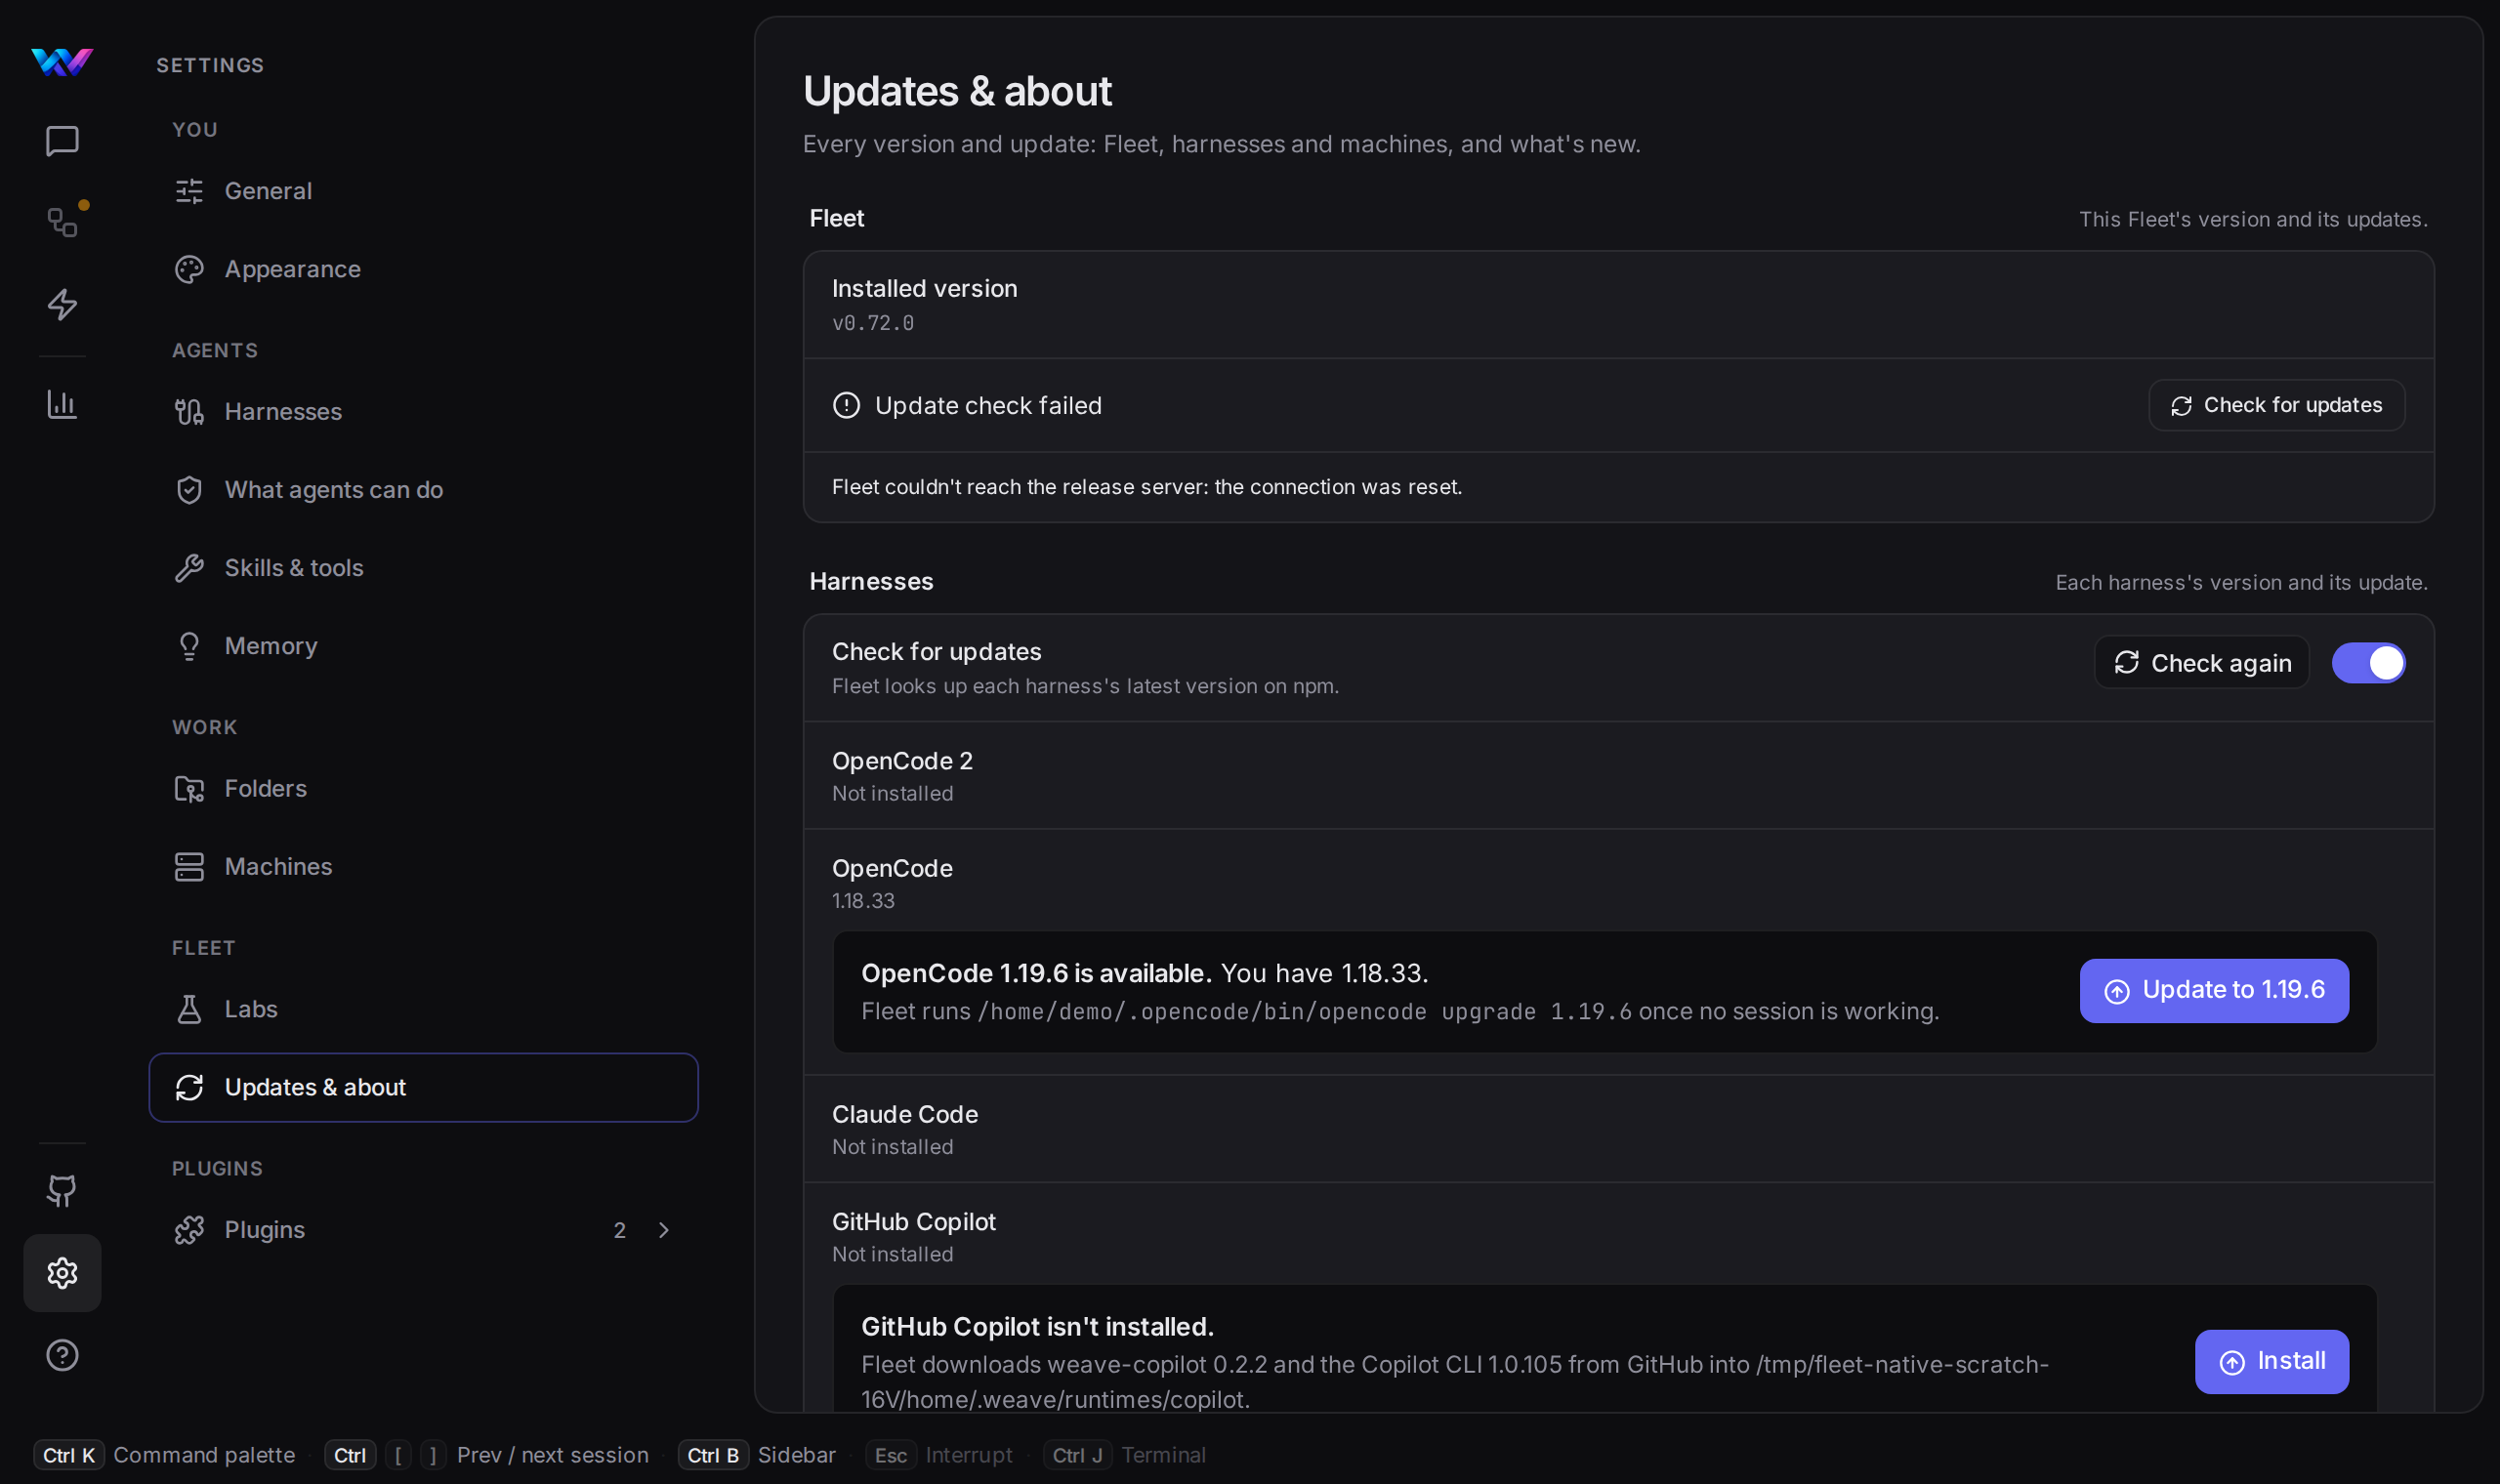 SETTINGS
YOU
General
Appearance
AGENTS
Harnesses
What agents can do
Skills & tools
Memory
WORK
Folders
Machines
FLEET
Labs
Updates & about
PLUGINS
Plugins 2
Updates & about
Every version and update: Fleet, harnesses and machines, and what's new.
Fleet This Fleet's version and its updates.
Installed version
v0.72.0
Update check failed Check for updates
Fleet couldn't reach the release server: the connection was reset.
Harnesses Each harness's version and its update.
Check for updates
Fleet looks up each harness's latest version on npm.
Check again
OpenCode 2
Not installed
OpenCode
1.18.33
OpenCode 1.19.6 is available. You have 1.18.33.
Fleet runs /home/demo/.opencode/bin/opencode upgrade 1.19.6 once no session is working.
Update to 1.19.6
Claude Code
Not installed
GitHub Copilot
Not installed
GitHub Copilot isn't installed.
Fleet downloads weave-copilot 0.2.2 and the Copilot CLI 1.0.105 from GitHub into /tmp/fleet-native-scratch-
16V/home/.weave/runtimes/copilot.
Install
Ctrl K Command palette · Ctrl [ ] Prev / next session · Ctrl B Sidebar · Esc Interrupt · Ctrl J Terminal